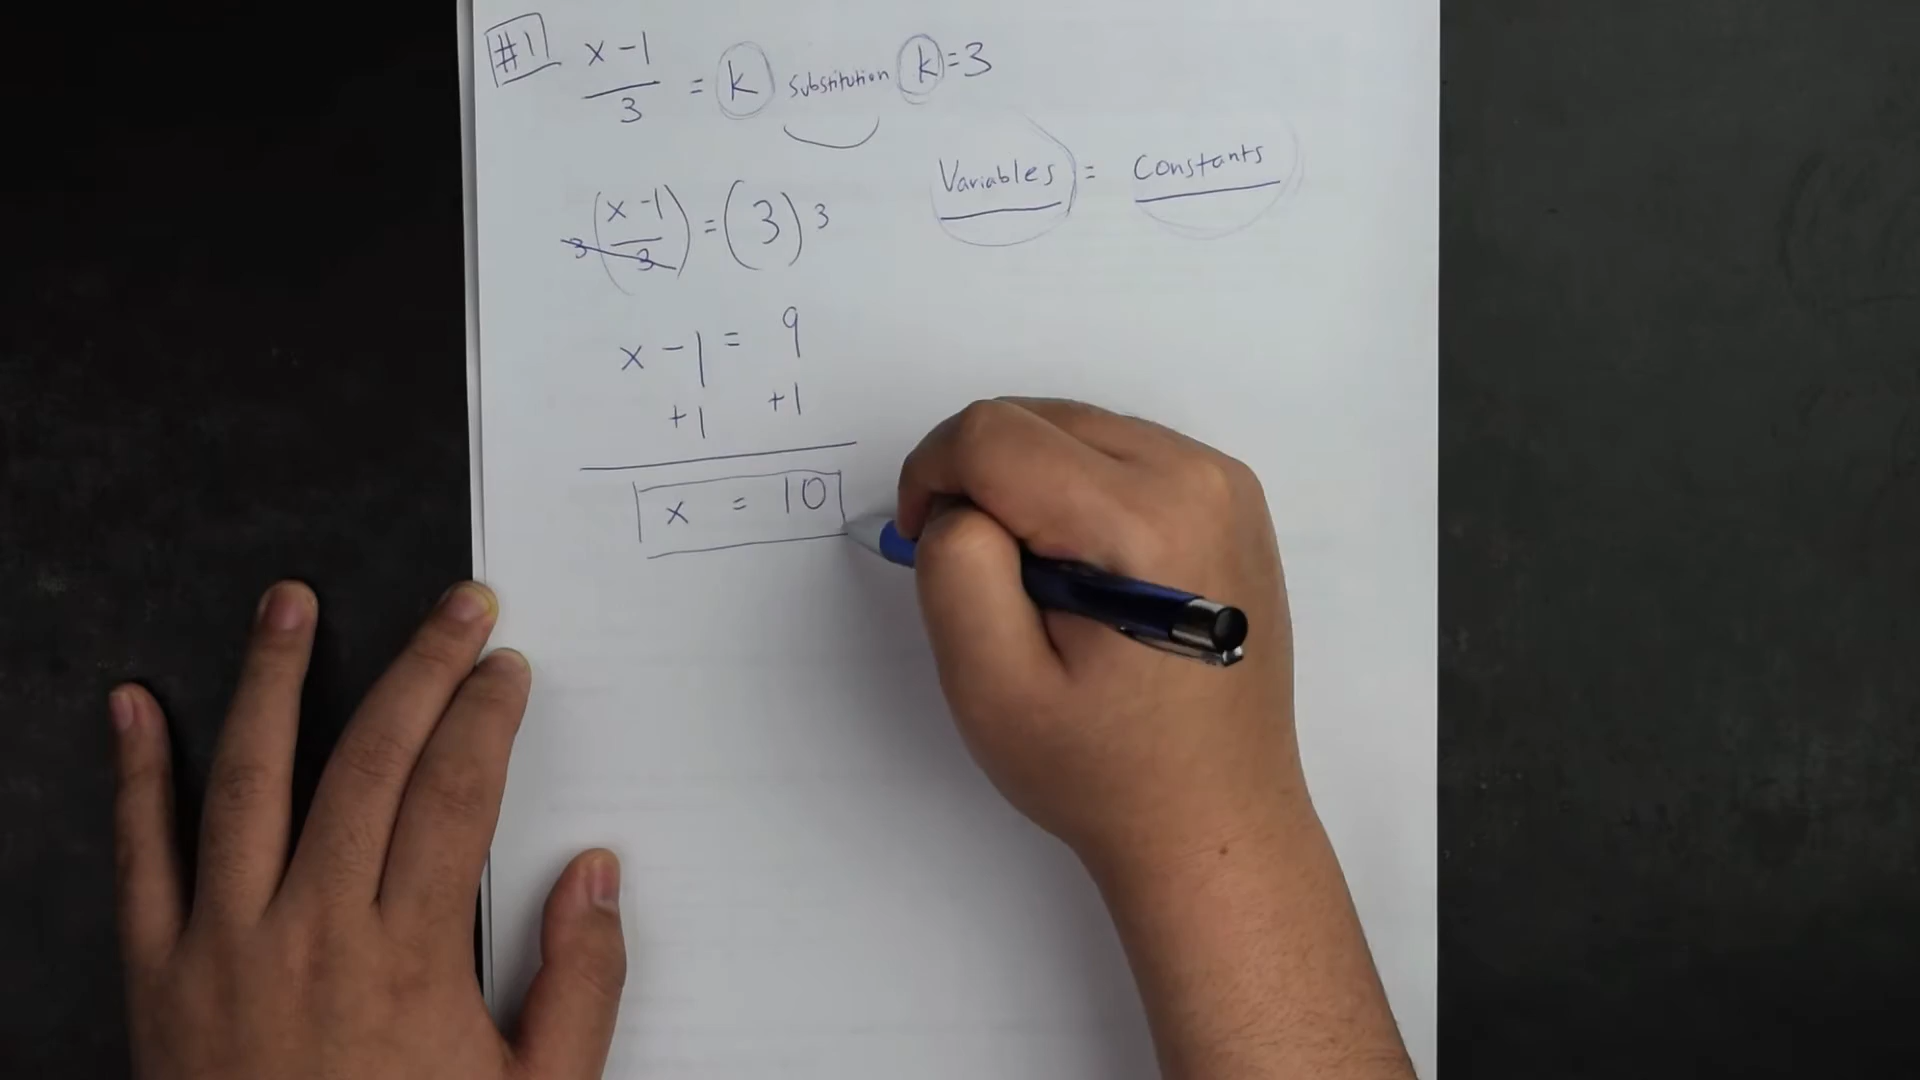 #1 x-1/3 = k substitution k=3
Variables = Constants
3(x-1/3) = (3)3
x-1 = 9
+1 +1
x = 10